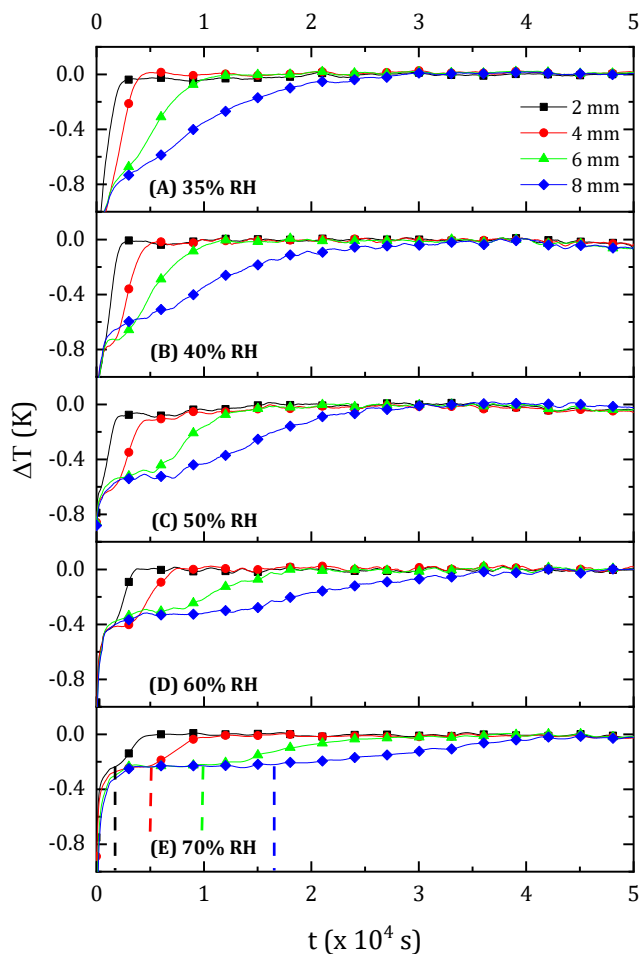 0 1 2 3 4 5
0.0
2 mm
-0.4
4 mm
6 mm
-0.8
8 mm
(A) 35% RH
0.0
-0.4
-0.8
(B) 40% RH
0.0
-0.4
-0.8
(C) 50% RH
ΔT (K)
0.0
-0.4
-0.8
(D) 60% RH
0.0
-0.4
-0.8
(E) 70% RH
0 1 2 3 4 5
t (x 10⁴ s)